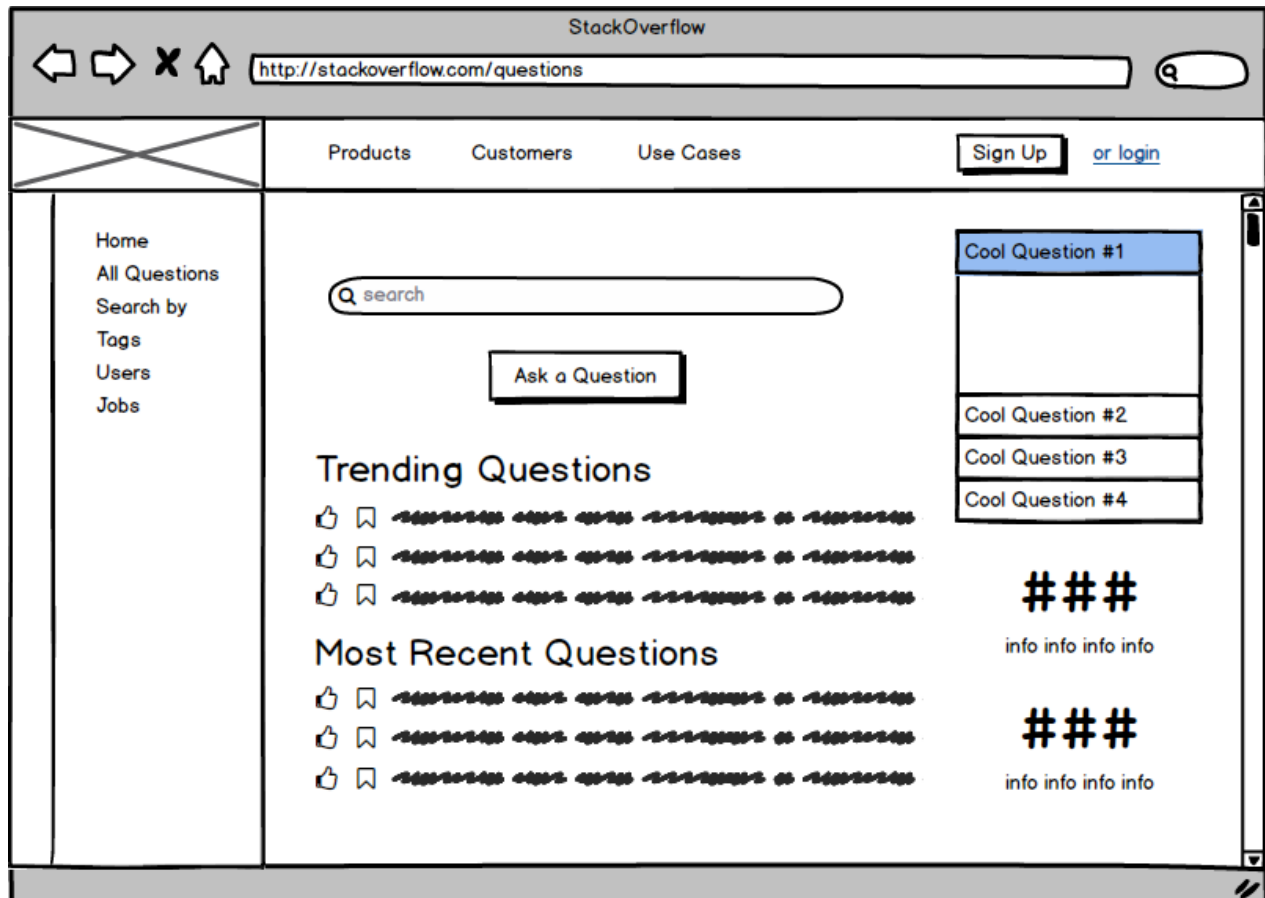 StackOverflow
http://stackoverflow.com/questions
Products Customers Use Cases Sign Up or login
Home
All Questions
Search by
Tags
Users
Jobs
search
Ask a Question
Trending Questions
Most Recent Questions
Cool Question #1
Cool Question #2
Cool Question #3
Cool Question #4
###
info info info info
###
info info info info